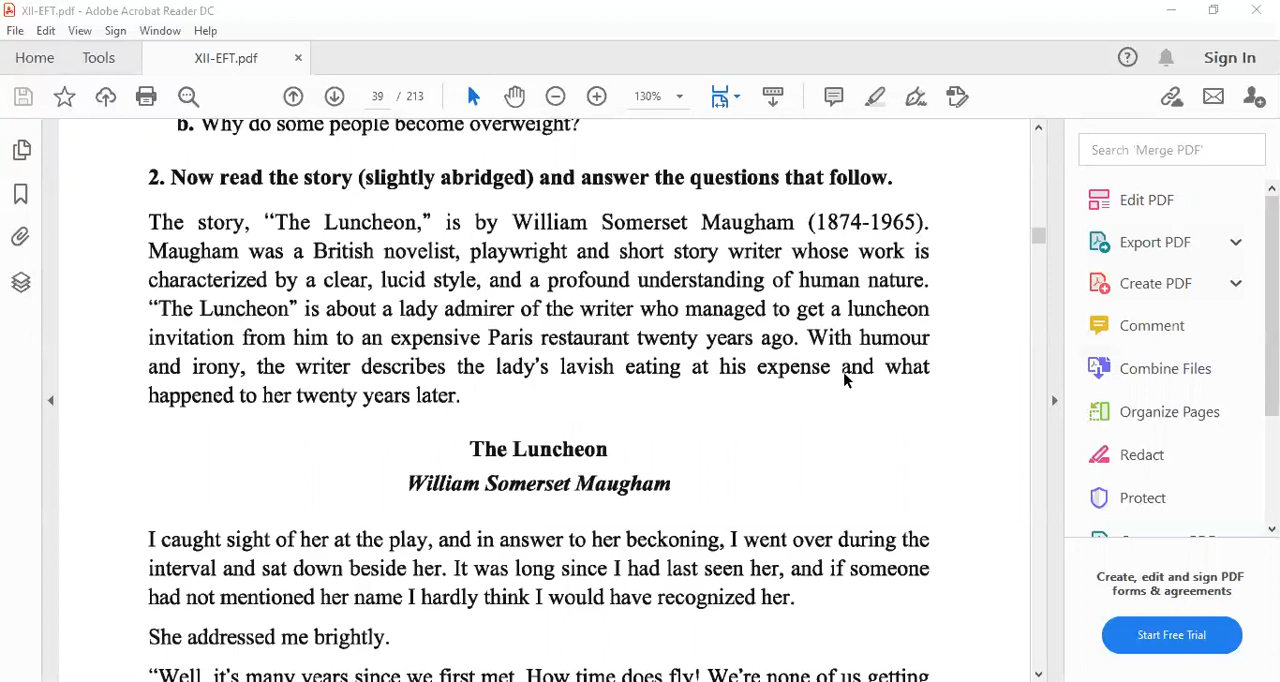 XII-EFT.pdf - Adobe Acrobat Reader DC
File Edit View Sign Window Help
Home Tools XII-EFT.pdf × Sign In
39 / 213 130%
b. Why do some people become overweight?
2. Now read the story (slightly abridged) and answer the questions that follow.
The story, “The Luncheon,” is by William Somerset Maugham (1874-1965).
Maugham was a British novelist, playwright and short story writer whose work is
characterized by a clear, lucid style, and a profound understanding of human nature.
“The Luncheon” is about a lady admirer of the writer who managed to get a luncheon
invitation from him to an expensive Paris restaurant twenty years ago. With humour
and irony, the writer describes the lady’s lavish eating at his expense and what
happened to her twenty years later.
The Luncheon
William Somerset Maugham
I caught sight of her at the play, and in answer to her beckoning, I went over during the
interval and sat down beside her. It was long since I had last seen her, and if someone
had not mentioned her name I hardly think I would have recognized her.
She addressed me brightly.
“Well, it’s many years since we first met. How time does fly! We’re none of us getting
Search 'Merge PDF'
Edit PDF
Export PDF
Create PDF
Comment
Combine Files
Organize Pages
Redact
Protect
Create, edit and sign PDF
forms & agreements
Start Free Trial